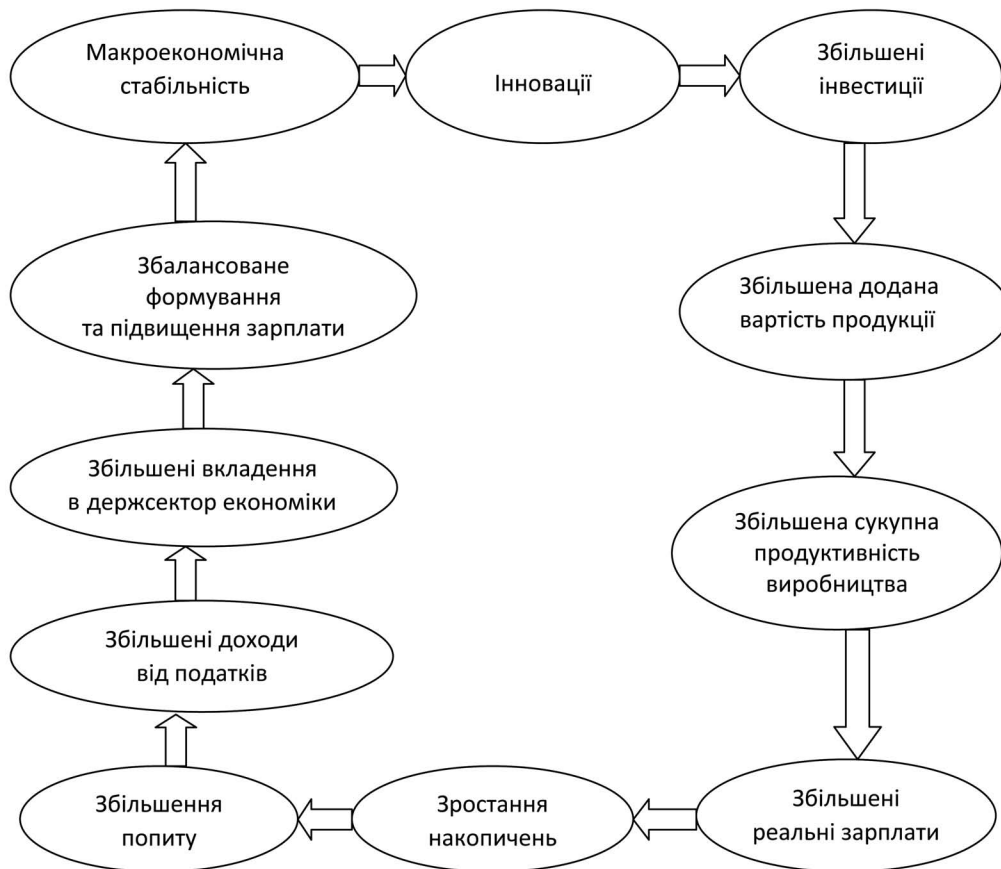 Макроекономічна
стабільність
Інновації
Збільшені
інвестиції
Збільшена додана
вартість продукції
Збільшена сукупна
продуктивність
виробництва
Збільшені
реальні зарплати
Зростання
накопичень
Збільшення
попиту
Збільшені доходи
від податків
Збільшені вкладення
в держсектор економіки
Збалансоване
формування
та підвищення зарплати